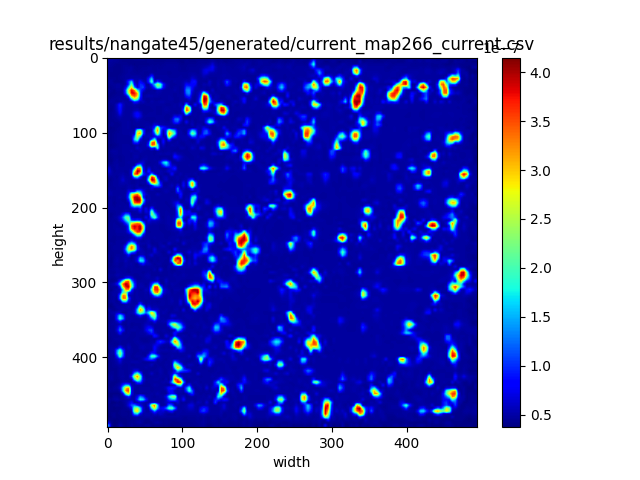 results/nangate45/generated/current_map266_current.csv
1e−7
0
100
200
300
400
height
0 100 200 300 400
width
4.0
3.5
3.0
2.5
2.0
1.5
1.0
0.5